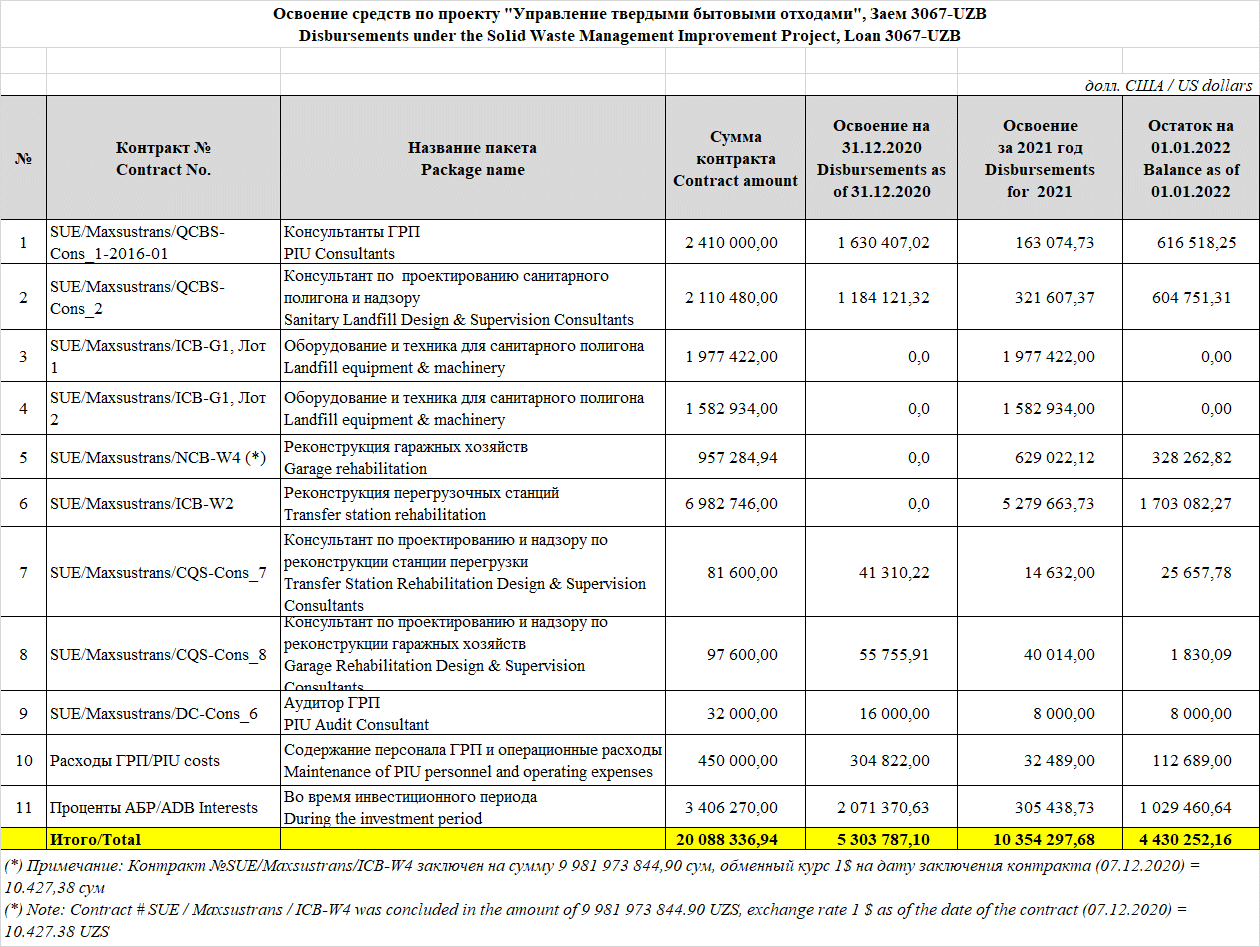 Освоение средств по проекту "Управление твердыми бытовыми отходами", Заем 3067-UZB
Disbursements under the Solid Waste Management Improvement Project, Loan 3067-UZB
долл. США / US dollars
№
Контракт №
Contract No.
Название пакета
Package name
Сумма
контракта
Contract amount
Освоение на
31.12.2020
Disbursements as
of 31.12.2020
Освоение
за 2021 год
Disbursements
for 2021
Остаток на
01.01.2022
Balance as of
01.01.2022
1
SUE/Maxsustrans/QCBS-
Cons_1-2016-01
Консультанты ГРП
PIU Consultants
2 410 000,00
1 630 407,02
163 074,73
616 518,25
2
SUE/Maxsustrans/QCBS-
Cons_2
Консультант по проектированию санитарного
полигона и надзору
Sanitary Landfill Design & Supervision Consultants
2 110 480,00
1 184 121,32
321 607,37
604 751,31
3
SUE/Maxsustrans/ICB-G1, Лот
1
Оборудование и техника для санитарного полигона
Landfill equipment & machinery
1 977 422,00
0,0
1 977 422,00
0,00
4
SUE/Maxsustrans/ICB-G1, Лот
2
Оборудование и техника для санитарного полигона
Landfill equipment & machinery
1 582 934,00
0,0
1 582 934,00
0,00
5
SUE/Maxsustrans/NCB-W4 (*)
Реконструкция гаражных хозяйств
Garage rehabilitation
957 284,94
0,0
629 022,12
328 262,82
6
SUE/Maxsustrans/ICB-W2
Реконструкция перегрузочных станций
Transfer station rehabilitation
6 982 746,00
0,0
5 279 663,73
1 703 082,27
7
SUE/Maxsustrans/CQS-Cons_7
Консультант по проектированию и надзору по
реконструкции станции перегрузки
Transfer Station Rehabilitation Design & Supervision
Consultants
81 600,00
41 310,22
14 632,00
25 657,78
8
SUE/Maxsustrans/CQS-Cons_8
Консультант по проектированию и надзору по
реконструкции гаражных хозяйств
Garage Rehabilitation Design & Supervision
Consultants
97 600,00
55 755,91
40 014,00
1 830,09
9
SUE/Maxsustrans/DC-Cons_6
Аудитор ГРП
PIU Audit Consultant
32 000,00
16 000,00
8 000,00
8 000,00
10
Расходы ГРП/PIU costs
Содержание персонала ГРП и операционные расходы
Maintenance of PIU personnel and operating expenses
450 000,00
304 822,00
32 489,00
112 689,00
11
Проценты АБР/ADB Interests
Во время инвестиционного периода
During the investment period
3 406 270,00
2 071 370,63
305 438,73
1 029 460,64
Итого/Total
20 088 336,94
5 303 787,10
10 354 297,68
4 430 252,16
(*) Примечание: Контракт №SUE/Maxsustrans/ICB-W4 заключен на сумму 9 981 973 844,90 сум, обменный курс 1$ на дату заключения контракта (07.12.2020) =
10.427,38 сум
(*) Note: Contract # SUE / Maxsustrans / ICB-W4 was concluded in the amount of 9 981 973 844.90 UZS, exchange rate 1 $ as of the date of the contract (07.12.2020) =
10.427.38 UZS